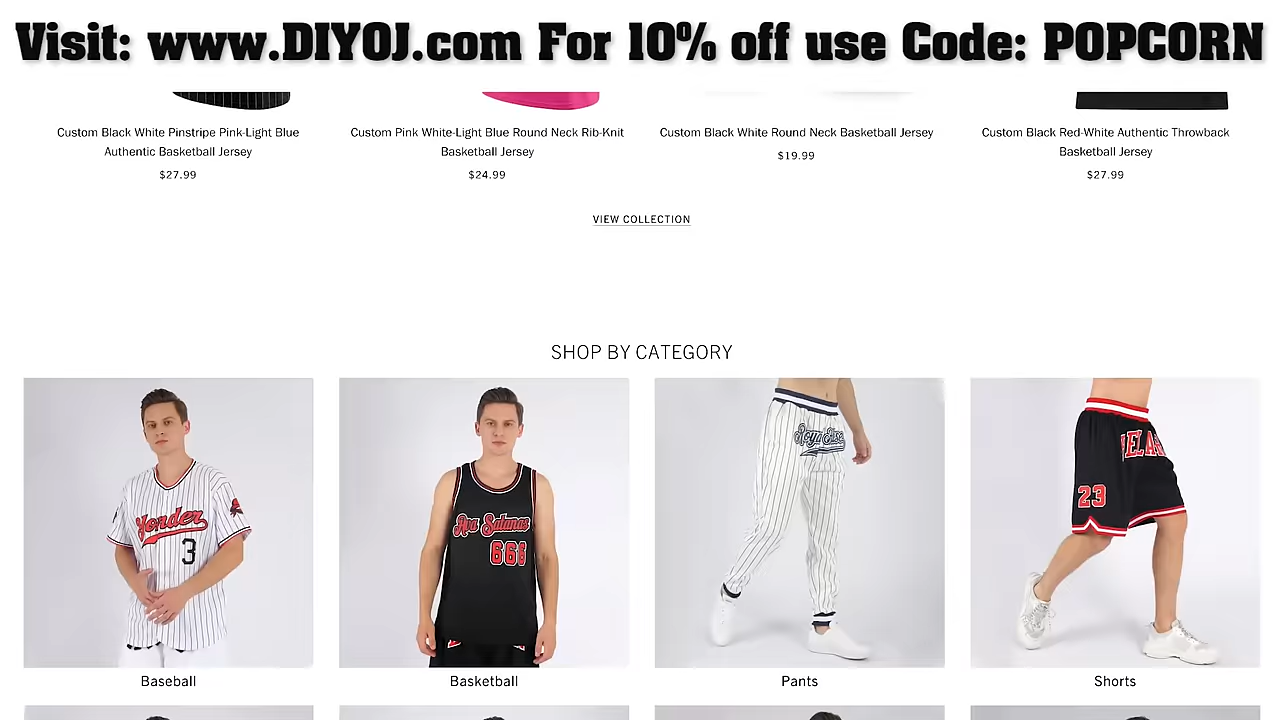 Visit: www.DIYOJ.com For 10% off use Code: POPCORN
Custom Black White Pinstripe Pink-Light Blue
Authentic Basketball Jersey
$27.99
Custom Pink White-Light Blue Round Neck Rib-Knit
Basketball Jersey
$24.99
Custom Black White Round Neck Basketball Jersey
$19.99
Custom Black Red-White Authentic Throwback
Basketball Jersey
$27.99
VIEW COLLECTION
SHOP BY CATEGORY
Yonder
3
Ava Satanas
666
23
Baseball
Basketball
Pants
Shorts